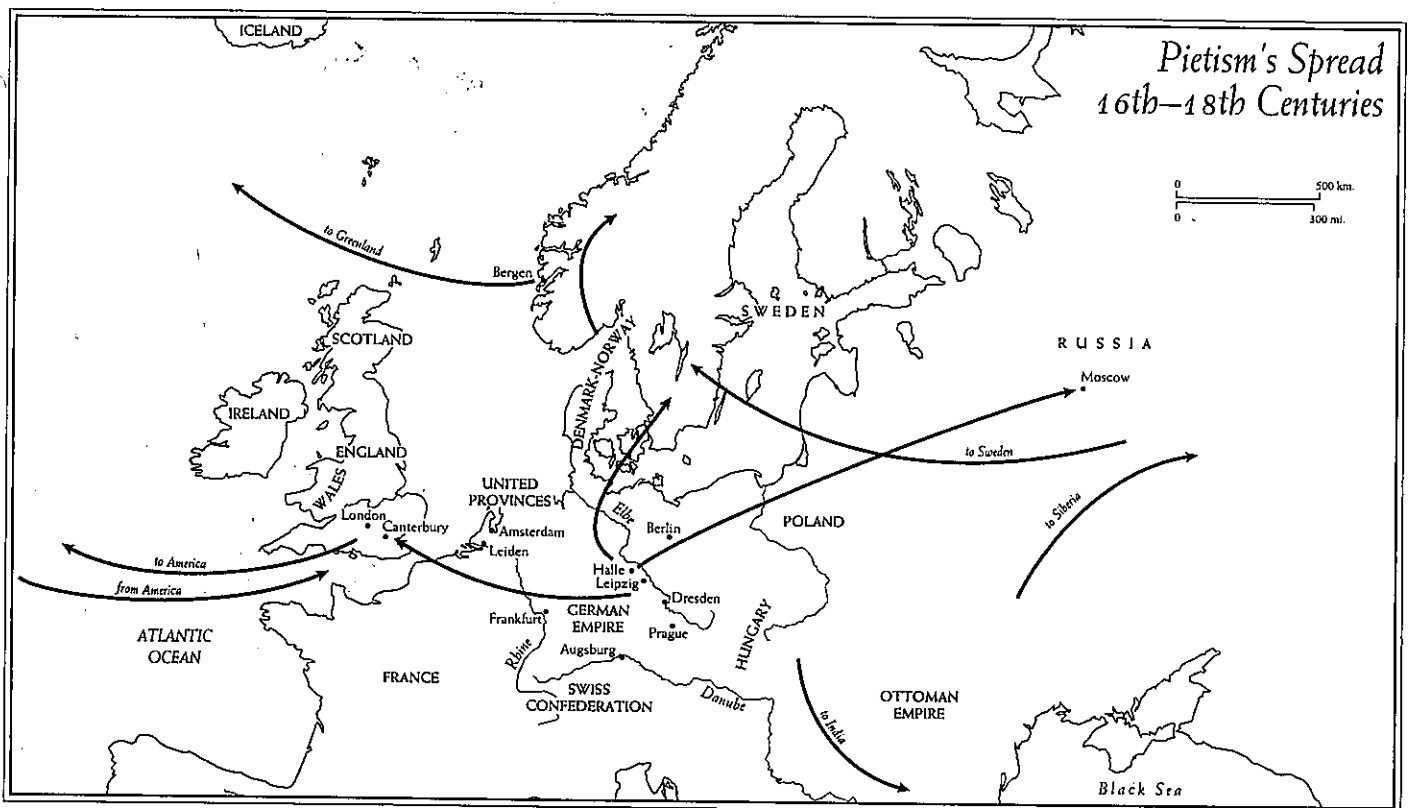 ICELAND
Pietism's Spread
16th–18th Centuries
0 500 km.
0 300 mi.
to Greenland
Bergen
SCOTLAND
SWEDEN
RUSSIA
Moscow
DENMARK-NORWAY
IRELAND
ENGLAND
WALES
to Sweden
UNITED
PROVINCES
Elbe
to Siberia
London
Canterbury
Amsterdam
Leiden
Berlin
POLAND
to America
from America
Halle
Leipzig
Dresden
Frankfurt
GERMAN
EMPIRE
Prague
HUNGARY
ATLANTIC
OCEAN
Rhine
Augsburg
FRANCE
SWISS
CONFEDERATION
Danube
OTTOMAN
EMPIRE
to India
Black Sea